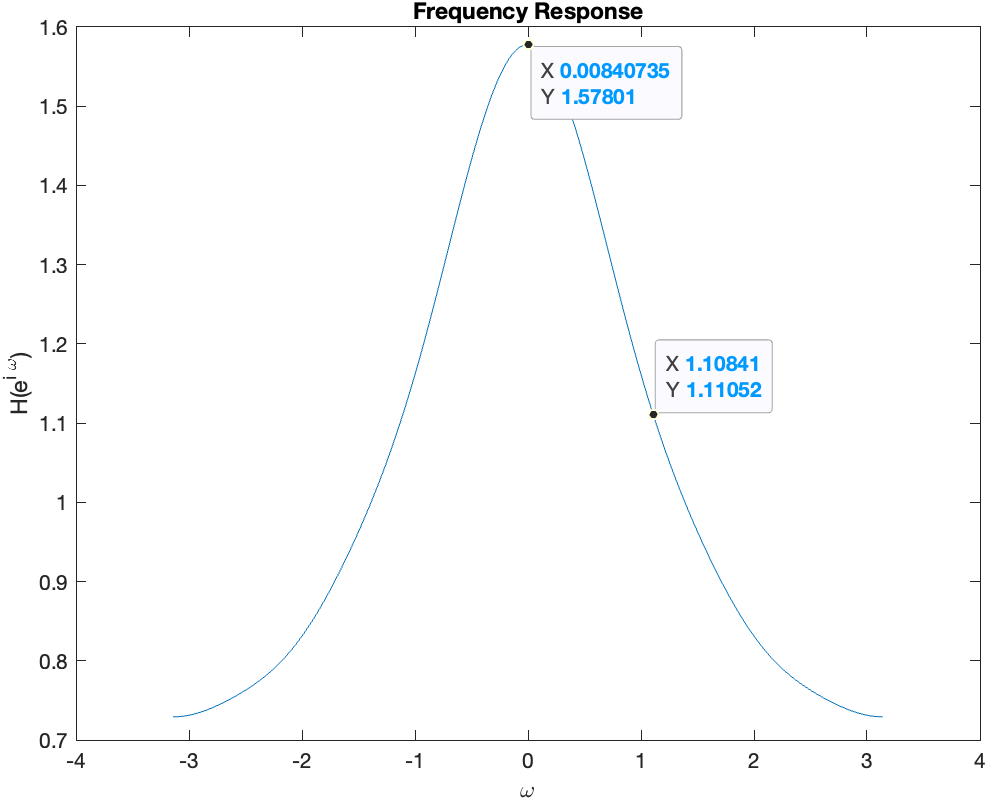 Frequency Response
1.6
1.5
1.4
1.3
1.2
1.1
1
0.9
0.8
0.7
H(e^{i ω})
X 0.00840735
Y 1.57801
X 1.10841
Y 1.11052
-4 -3 -2 -1 0 1 2 3 4
ω